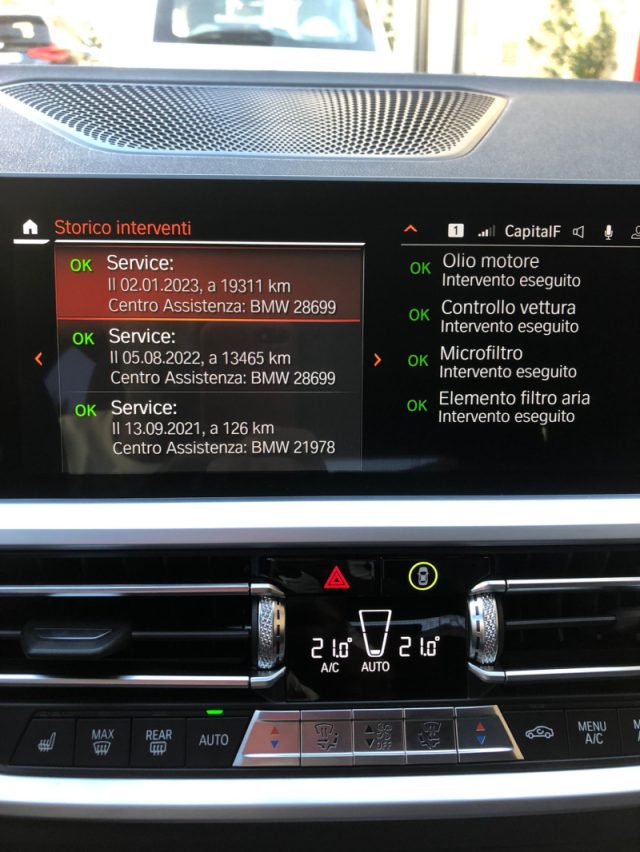 Storico interventi
1 CapitalF
OK Service:
Il 02.01.2023, a 19311 km
Centro Assistenza: BMW 28699
OK Service:
Il 05.08.2022, a 13465 km
Centro Assistenza: BMW 28699
OK Service:
Il 13.09.2021, a 126 km
Centro Assistenza: BMW 21978
OK Olio motore
Intervento eseguito
OK Controllo vettura
Intervento eseguito
OK Microfiltro
Intervento eseguito
OK Elemento filtro aria
Intervento eseguito
21.0° 21.0°
A/C AUTO
MAX
REAR
AUTO
OFF
MENU
A/C